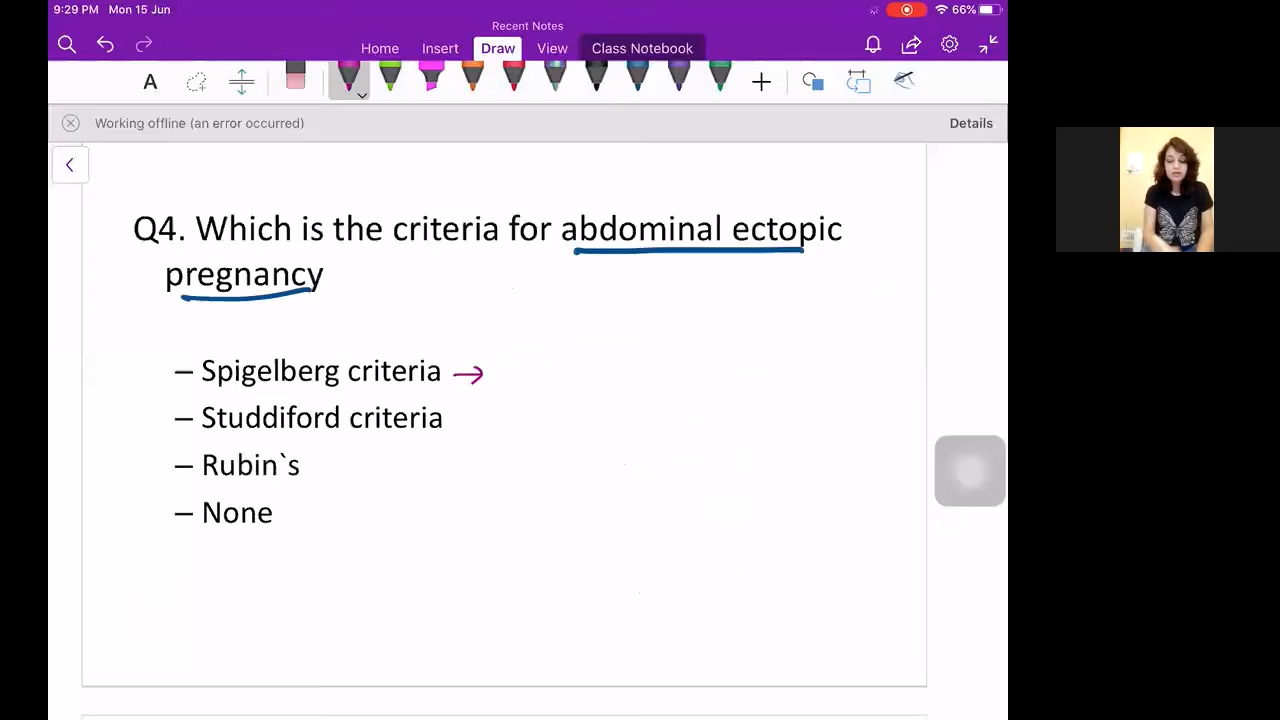 9:29 PM Mon 15 Jun
66%
Recent Notes
Home Insert Draw View Class Notebook
A
Working offline (an error occurred) Details
Q4. Which is the criteria for abdominal ectopic
pregnancy
– Spigelberg criteria →
– Studdiford criteria
– Rubin`s
– None